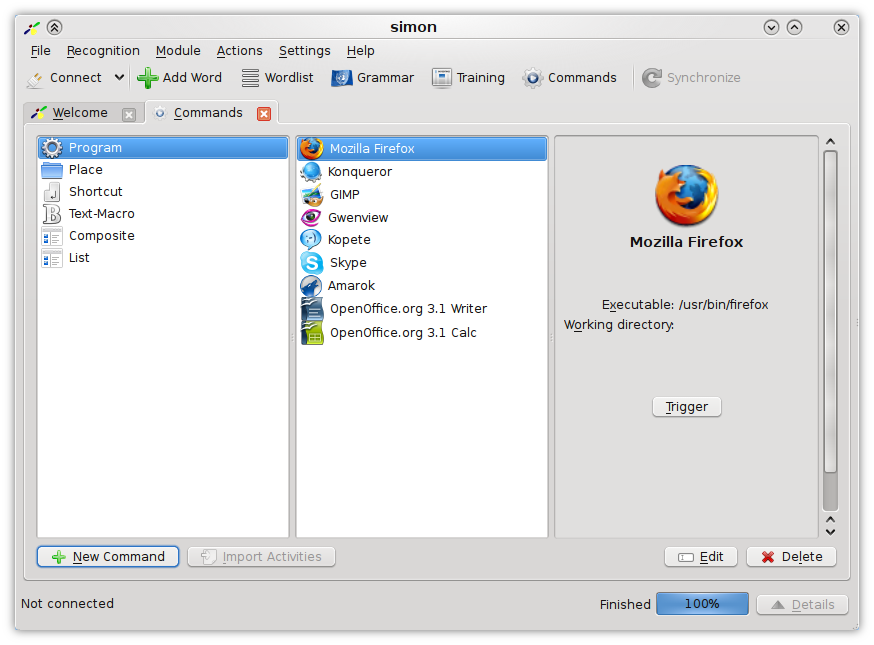 simon
File Recognition Module Actions Settings Help
Connect Add Word Wordlist Grammar Training Commands Synchronize
Welcome Commands
Program
Place
Shortcut
Text-Macro
Composite
List
Mozilla Firefox
Konqueror
GIMP
Gwenview
Kopete
Skype
Amarok
OpenOffice.org 3.1 Writer
OpenOffice.org 3.1 Calc
Mozilla Firefox
Executable: /usr/bin/firefox
Working directory:
Trigger
New Command Import Activities Edit Delete
Not connected Finished 100% Details